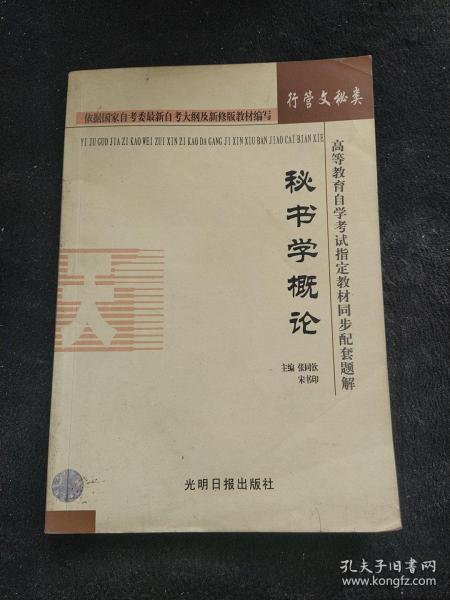 行管文秘类
依据国家自考委最新自考大纲及新修版教材编写
YI JU GUO JIA ZI KAO WEI ZUI XIN ZI KAO DA GANG JI XIN XIU BAN JIAO CAI BIAN XIE
高等教育自学考试指定教材同步配套题解
秘书学概论
主编 张同钦
宋书印
光明日报出版社
孔夫子旧书网
www.kongfz.com